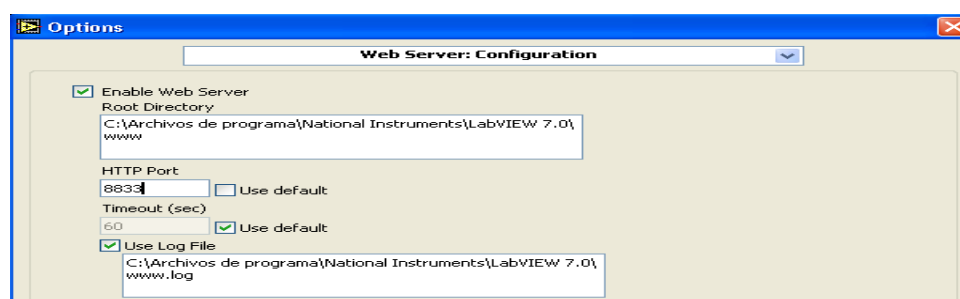 Options
Web Server: Configuration
Enable Web Server
Root Directory
C:\Archivos de programa\National Instruments\LabVIEW 7.0\
www
HTTP Port
8833 Use default
Timeout (sec)
60 Use default
Use Log File
C:\Archivos de programa\National Instruments\LabVIEW 7.0\
www.log